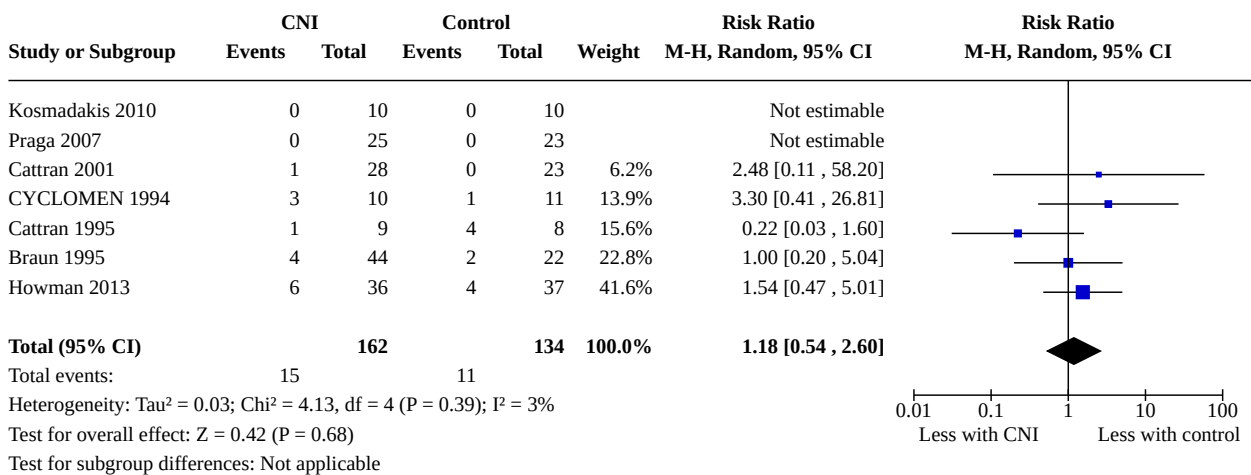 CNI Control Risk Ratio Risk Ratio
Study or Subgroup Events Total Events Total Weight M-H, Random, 95% CI M-H, Random, 95% CI
Kosmadakis 2010 0 10 0 10 Not estimable
Praga 2007 0 25 0 23 Not estimable
Cattran 2001 1 28 0 23 6.2% 2.48 [0.11 , 58.20]
CYCLOMEN 1994 3 10 1 11 13.9% 3.30 [0.41 , 26.81]
Cattran 1995 1 9 4 8 15.6% 0.22 [0.03 , 1.60]
Braun 1995 4 44 2 22 22.8% 1.00 [0.20 , 5.04]
Howman 2013 6 36 4 37 41.6% 1.54 [0.47 , 5.01]
Total (95% CI) 162 134 100.0% 1.18 [0.54 , 2.60]
Total events: 15 11
Heterogeneity: Tau² = 0.03; Chi² = 4.13, df = 4 (P = 0.39); I² = 3%
0.01 0.1 1 10 100
Test for overall effect: Z = 0.42 (P = 0.68)
Less with CNI Less with control
Test for subgroup differences: Not applicable